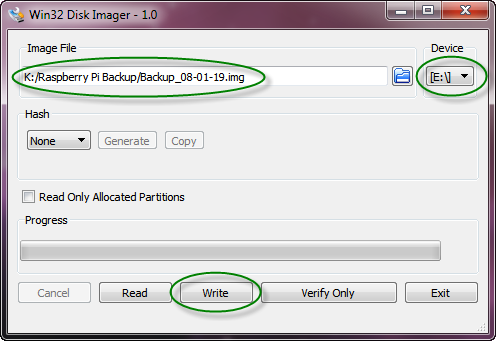 Win32 Disk Imager - 1.0
Image File
Device
K:/Raspberry Pi Backup/Backup_08-01-19.img
[E:\]
Hash
None
Generate
Copy
Read Only Allocated Partitions
Progress
Cancel
Read
Write
Verify Only
Exit